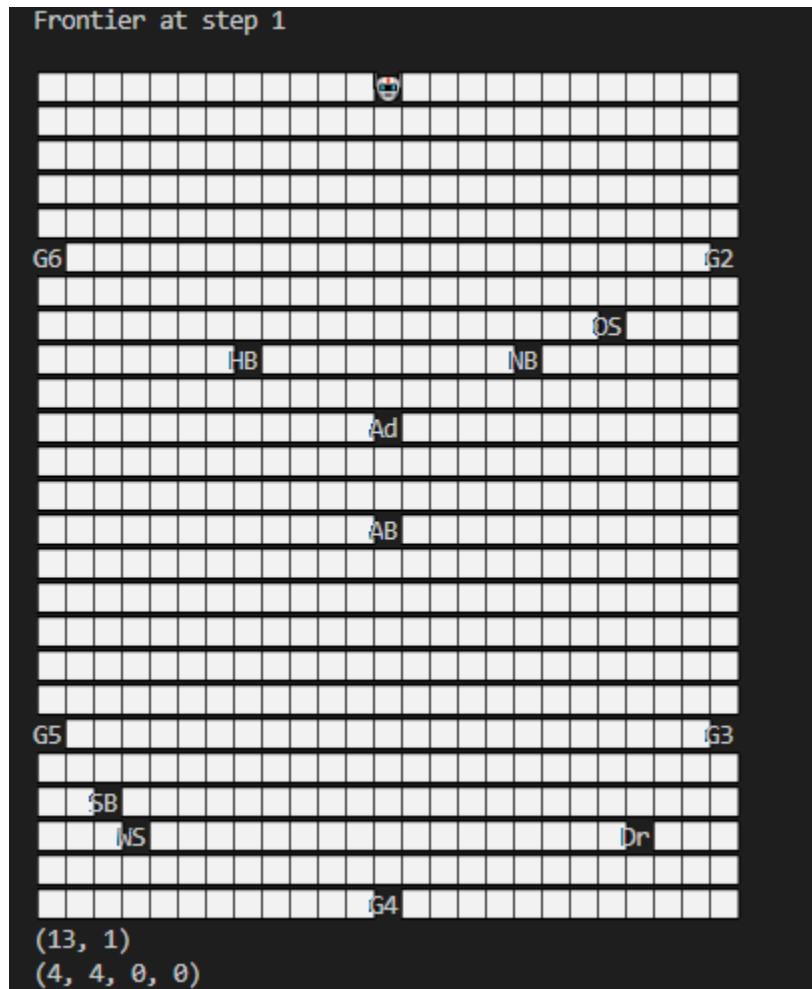 Frontier at step 1
G6 G2
OS
HB NB
Ad
AB
G5 G3
SB
WS Dr
G4
(13, 1)
(4, 4, 0, 0)